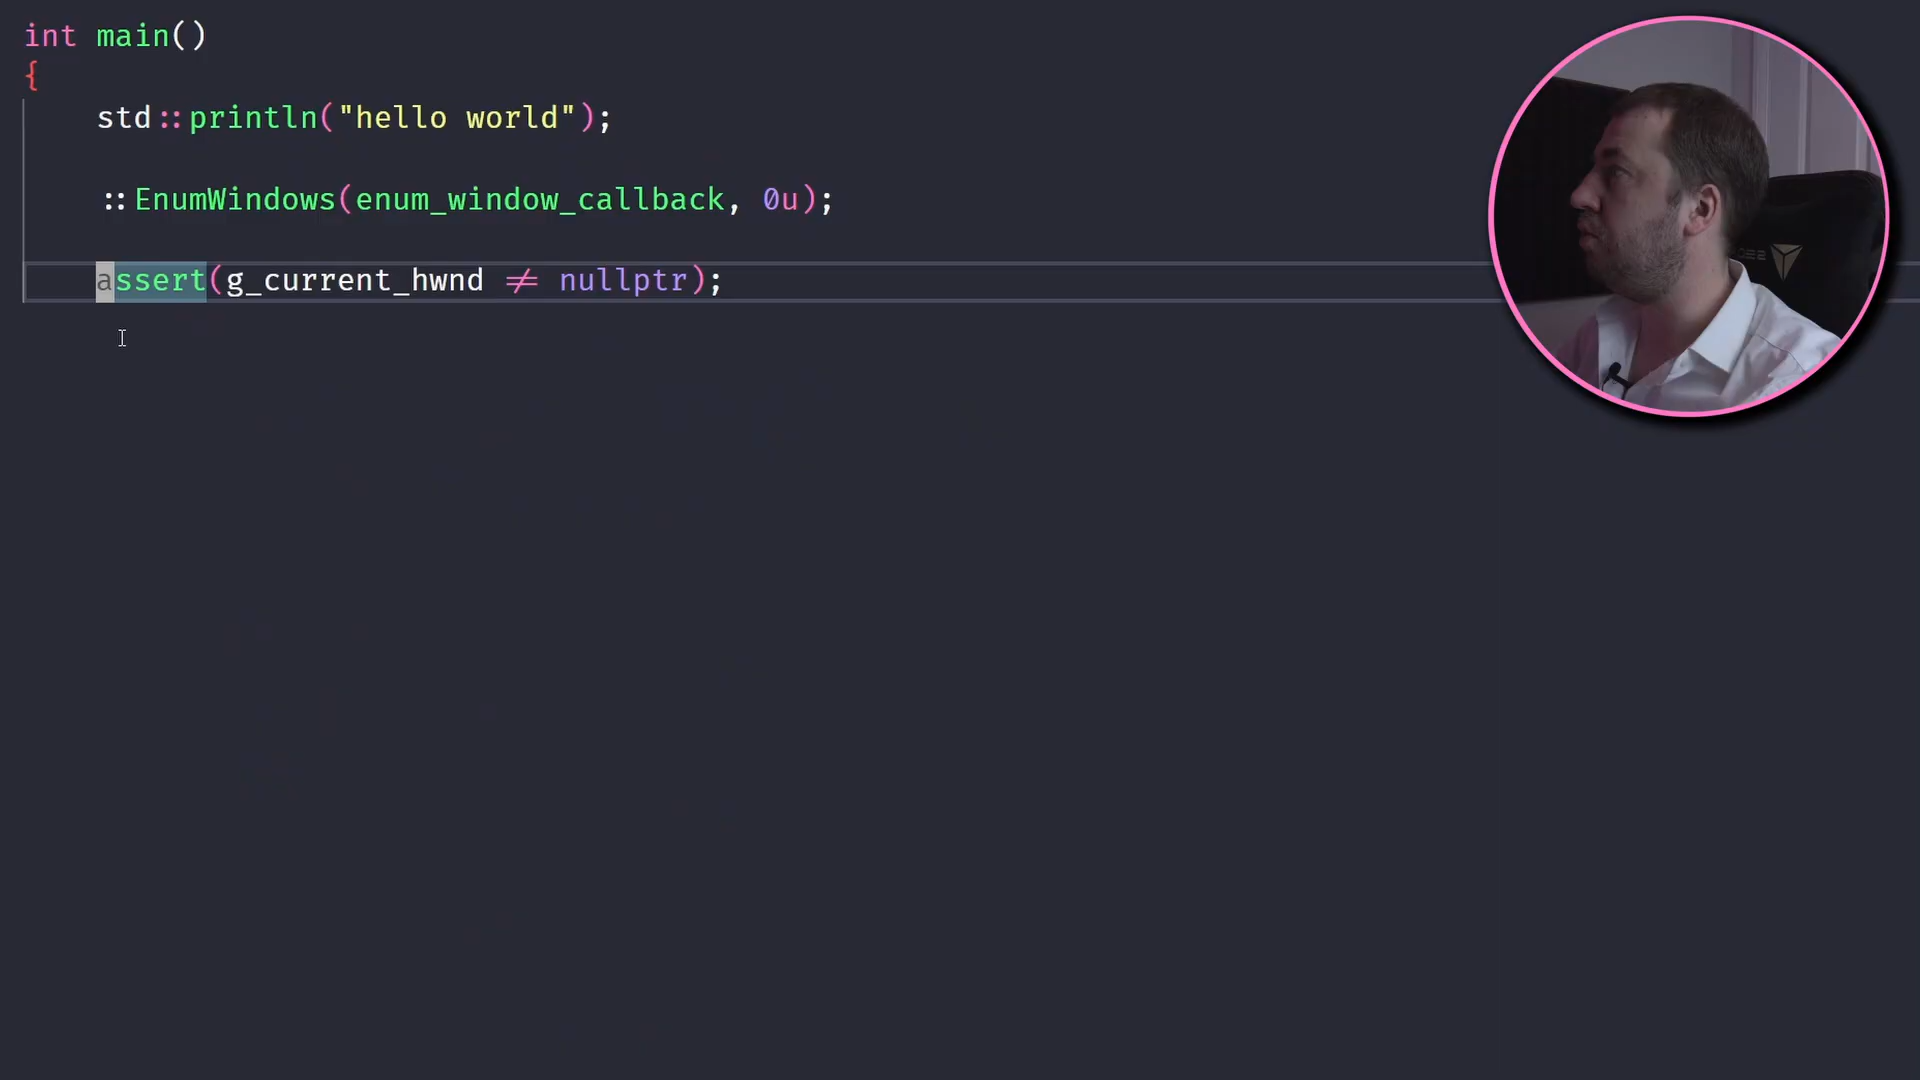 int main()
{
std::println("hello world");
::EnumWindows(enum_window_callback, 0u);
assert(g_current_hwnd ≠ nullptr);